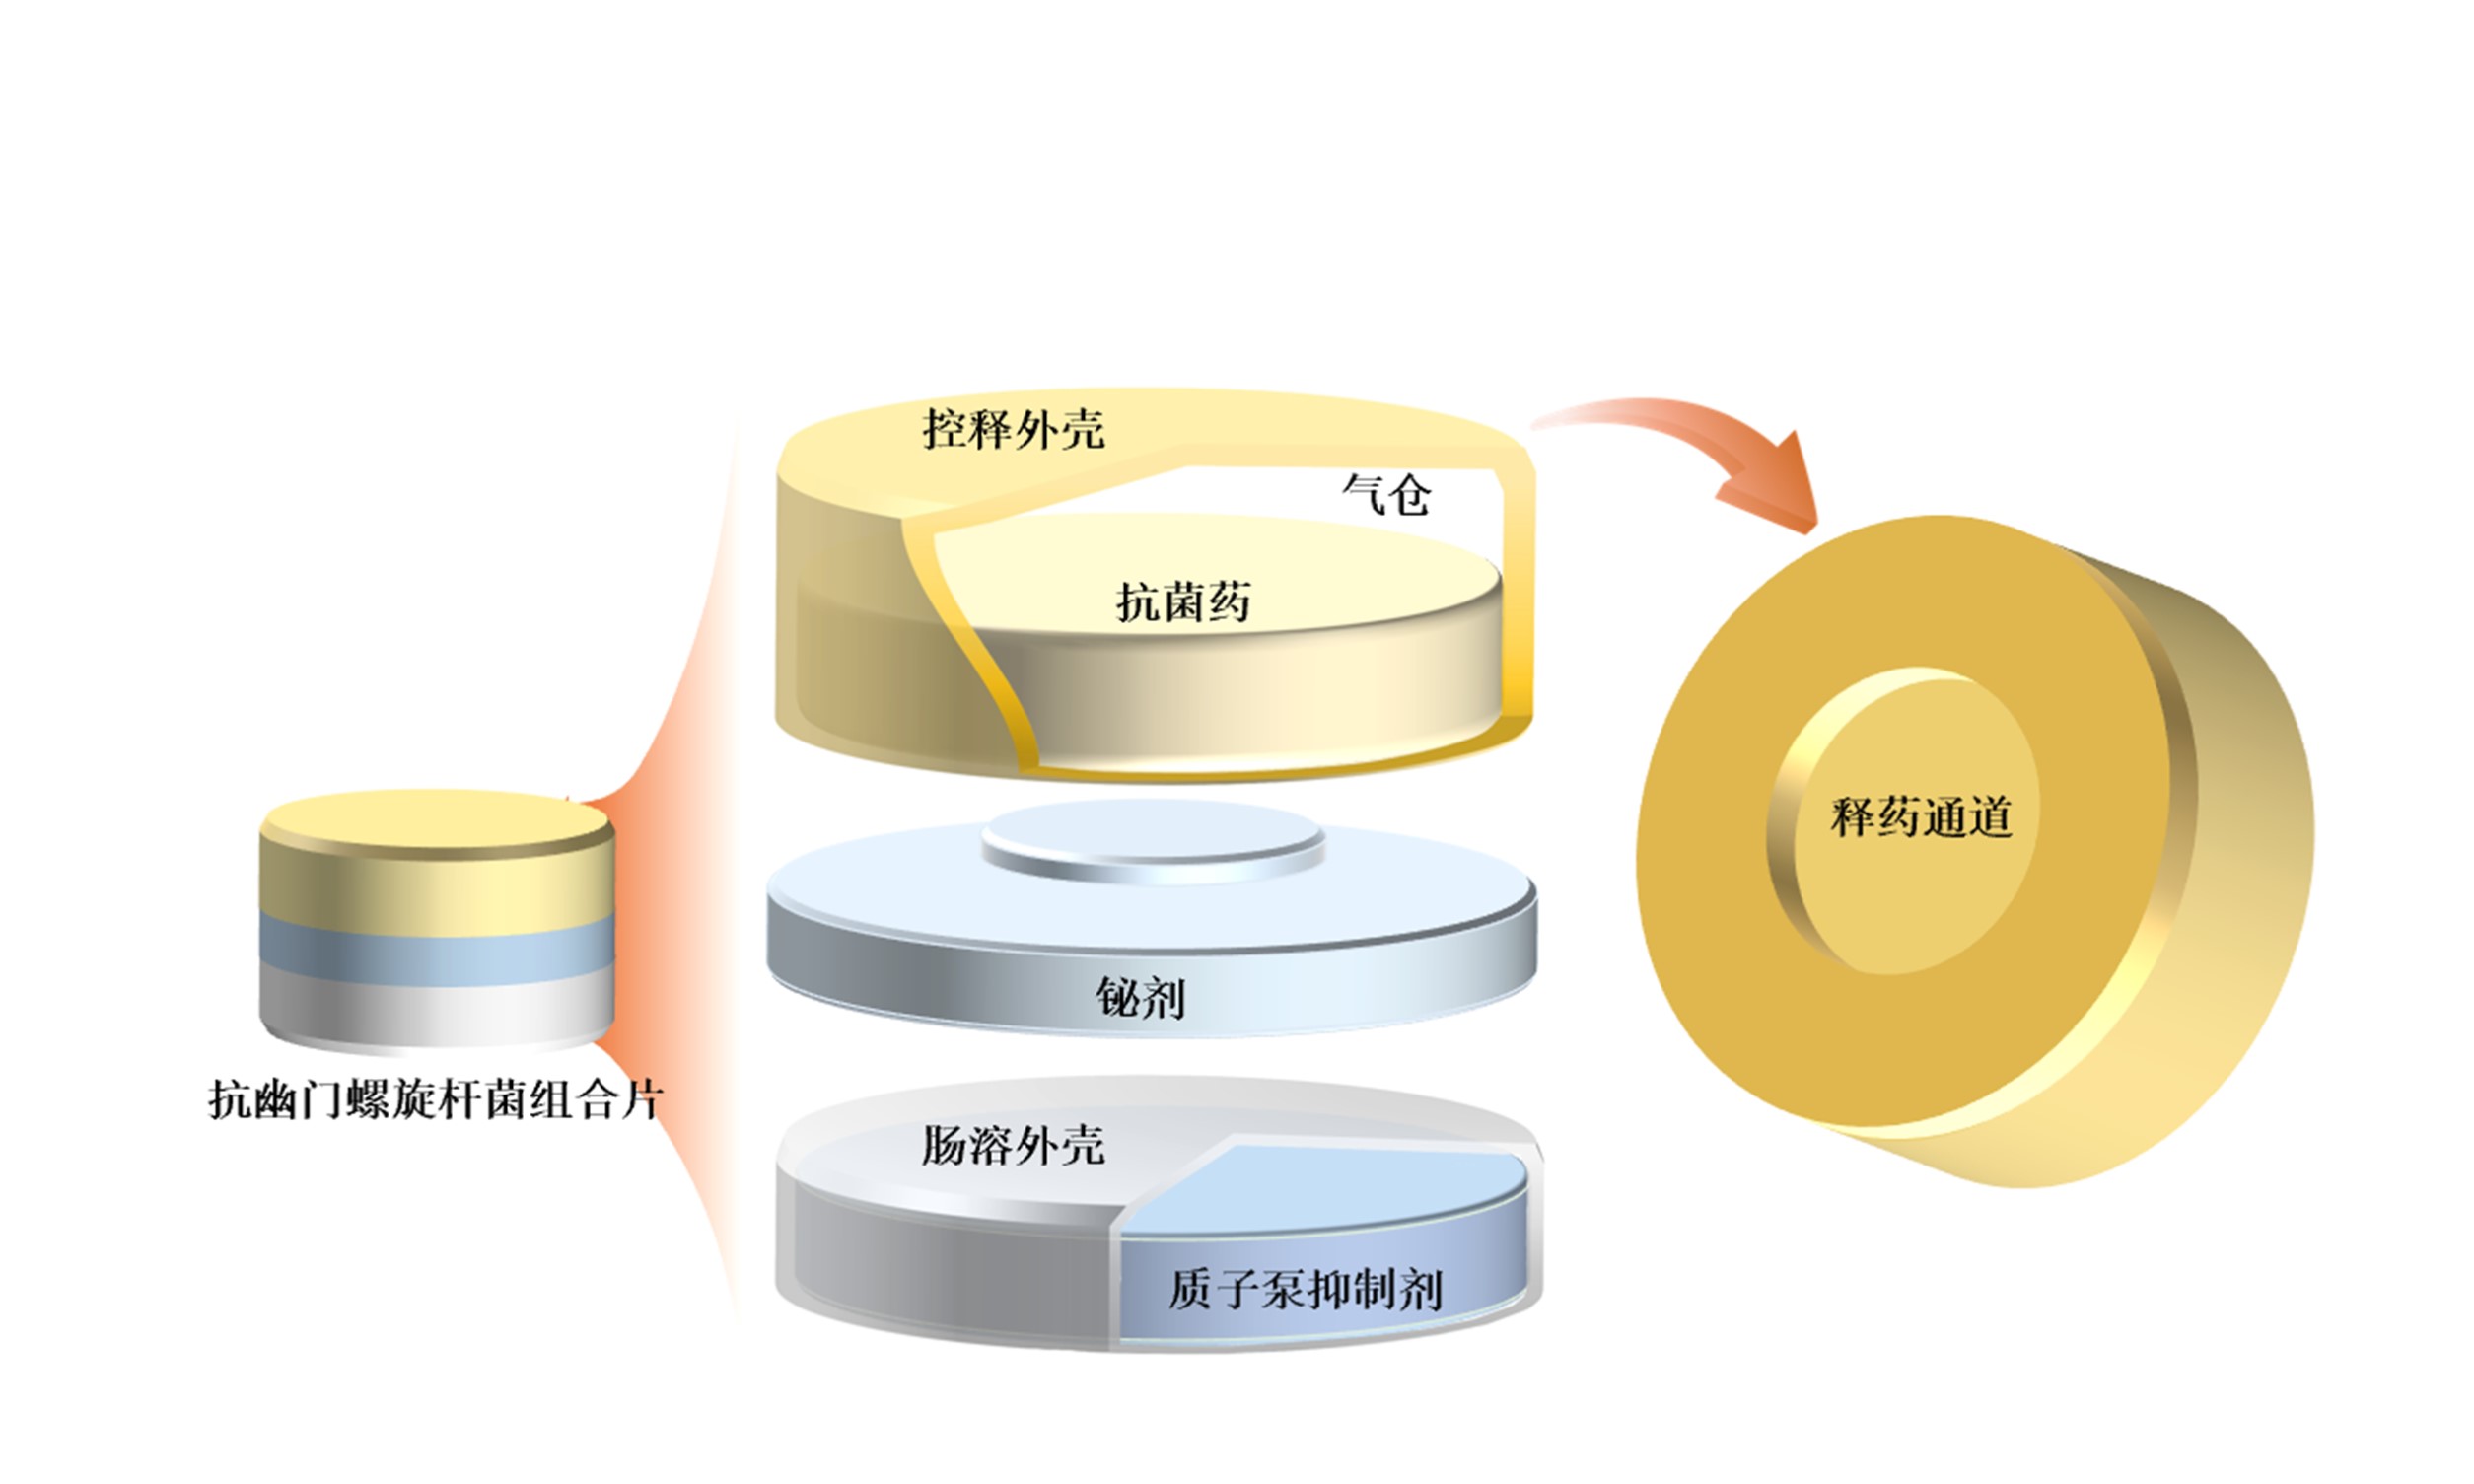 控释外壳
气仓
抗菌药
释药通道
铋剂
抗幽门螺旋杆菌组合片
肠溶外壳
质子泵抑制剂